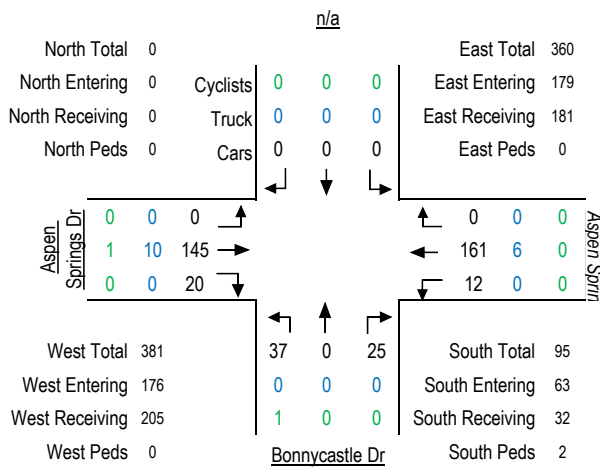 n/a
North Total 0
North Entering 0
North Receiving 0
North Peds 0
Cyclists 0 0 0
Truck 0 0 0
Cars 0 0 0
East Total 360
East Entering 179
East Receiving 181
East Peds 0
Aspen
Springs Dr
0 0 0
1 10 145
0 0 20
0 0 0
161 6 0
12 0 0
Aspen Sprin
West Total 381
West Entering 176
West Receiving 205
West Peds 0
37 0 25
0 0 0
1 0 0
Bonnycastle Dr
South Total 95
South Entering 63
South Receiving 32
South Peds 2